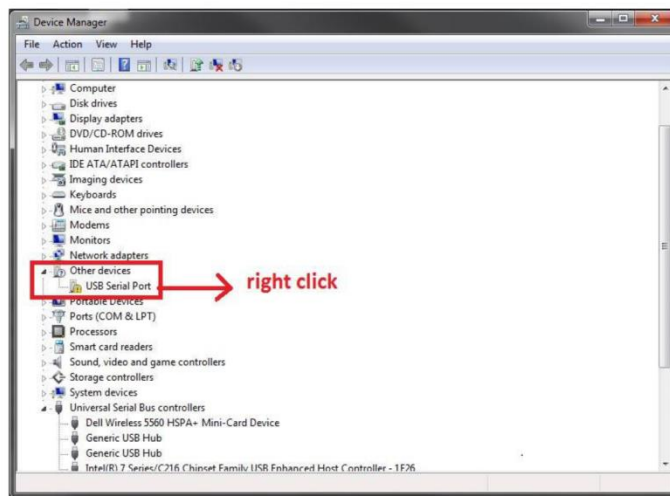 Device Manager
File Action View Help
Computer
Disk drives
Display adapters
DVD/CD-ROM drives
Human Interface Devices
IDE ATA/ATAPI controllers
Imaging devices
Keyboards
Mice and other pointing devices
Modems
Monitors
Network adapters
Other devices
USB Serial Port
right click
Portable Devices
Ports (COM & LPT)
Processors
Smart card readers
Sound, video and game controllers
Storage controllers
System devices
Universal Serial Bus controllers
Dell Wireless 5560 HSPA+ Mini-Card Device
Generic USB Hub
Generic USB Hub
Intel(R) 7 Series/C216 Chipset Family USB Enhanced Host Controller - 1E26